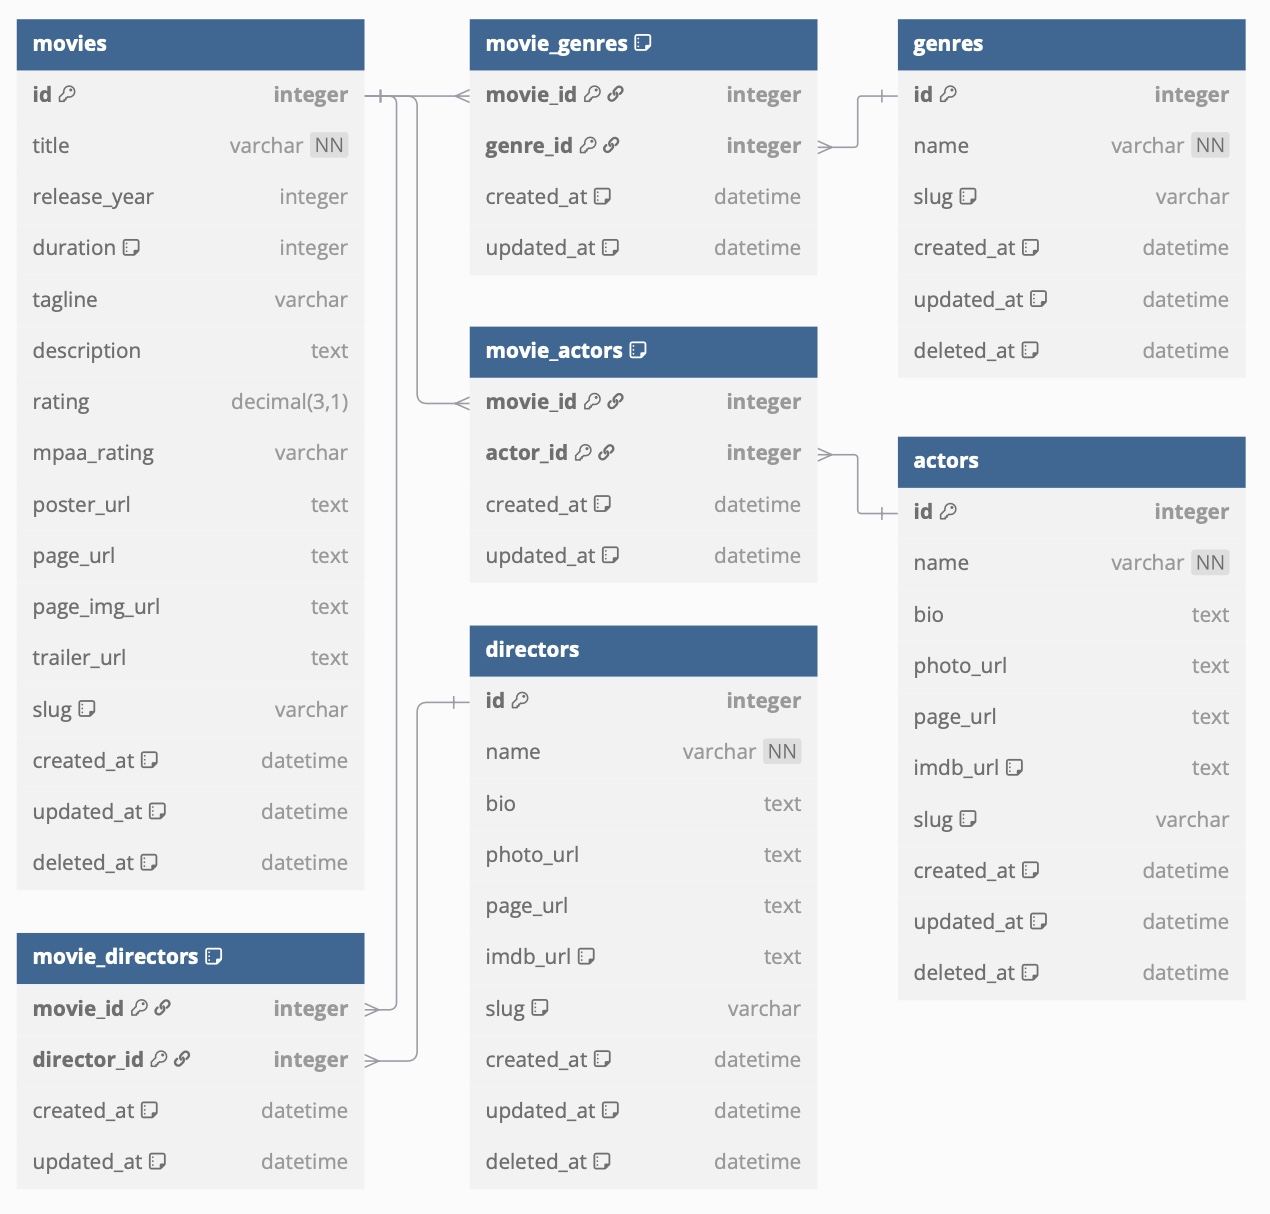 movies
id integer
title varchar NN
release_year integer
duration integer
tagline varchar
description text
rating decimal(3,1)
mpaa_rating varchar
poster_url text
page_url text
page_img_url text
trailer_url text
slug varchar
created_at datetime
updated_at datetime
deleted_at datetime
movie_directors
movie_id integer
director_id integer
created_at datetime
updated_at datetime
movie_genres
movie_id integer
genre_id integer
created_at datetime
updated_at datetime
movie_actors
movie_id integer
actor_id integer
created_at datetime
updated_at datetime
directors
id integer
name varchar NN
bio text
photo_url text
page_url text
imdb_url text
slug varchar
created_at datetime
updated_at datetime
deleted_at datetime
genres
id integer
name varchar NN
slug varchar
created_at datetime
updated_at datetime
deleted_at datetime
actors
id integer
name varchar NN
bio text
photo_url text
page_url text
imdb_url text
slug varchar
created_at datetime
updated_at datetime
deleted_at datetime